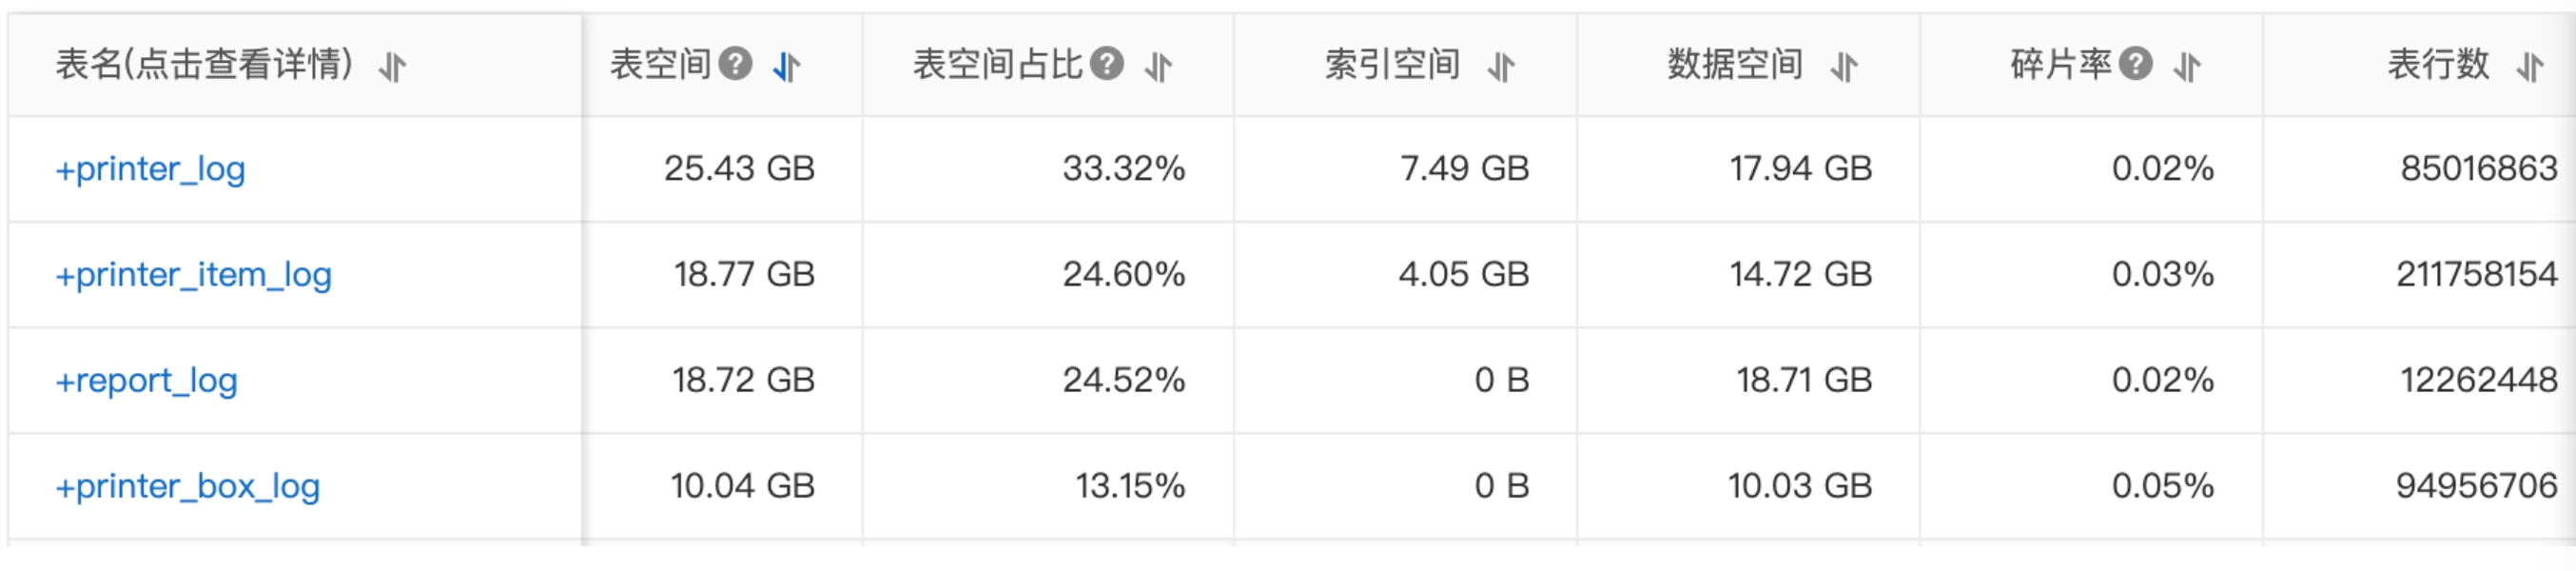 表名(点击查看详情) 表空间 ? 表空间占比 ? 索引空间 数据空间 碎片率 ? 表行数
+printer_log 25.43 GB 33.32% 7.49 GB 17.94 GB 0.02% 85016863
+printer_item_log 18.77 GB 24.60% 4.05 GB 14.72 GB 0.03% 211758154
+report_log 18.72 GB 24.52% 0 B 18.71 GB 0.02% 12262448
+printer_box_log 10.04 GB 13.15% 0 B 10.03 GB 0.05% 94956706